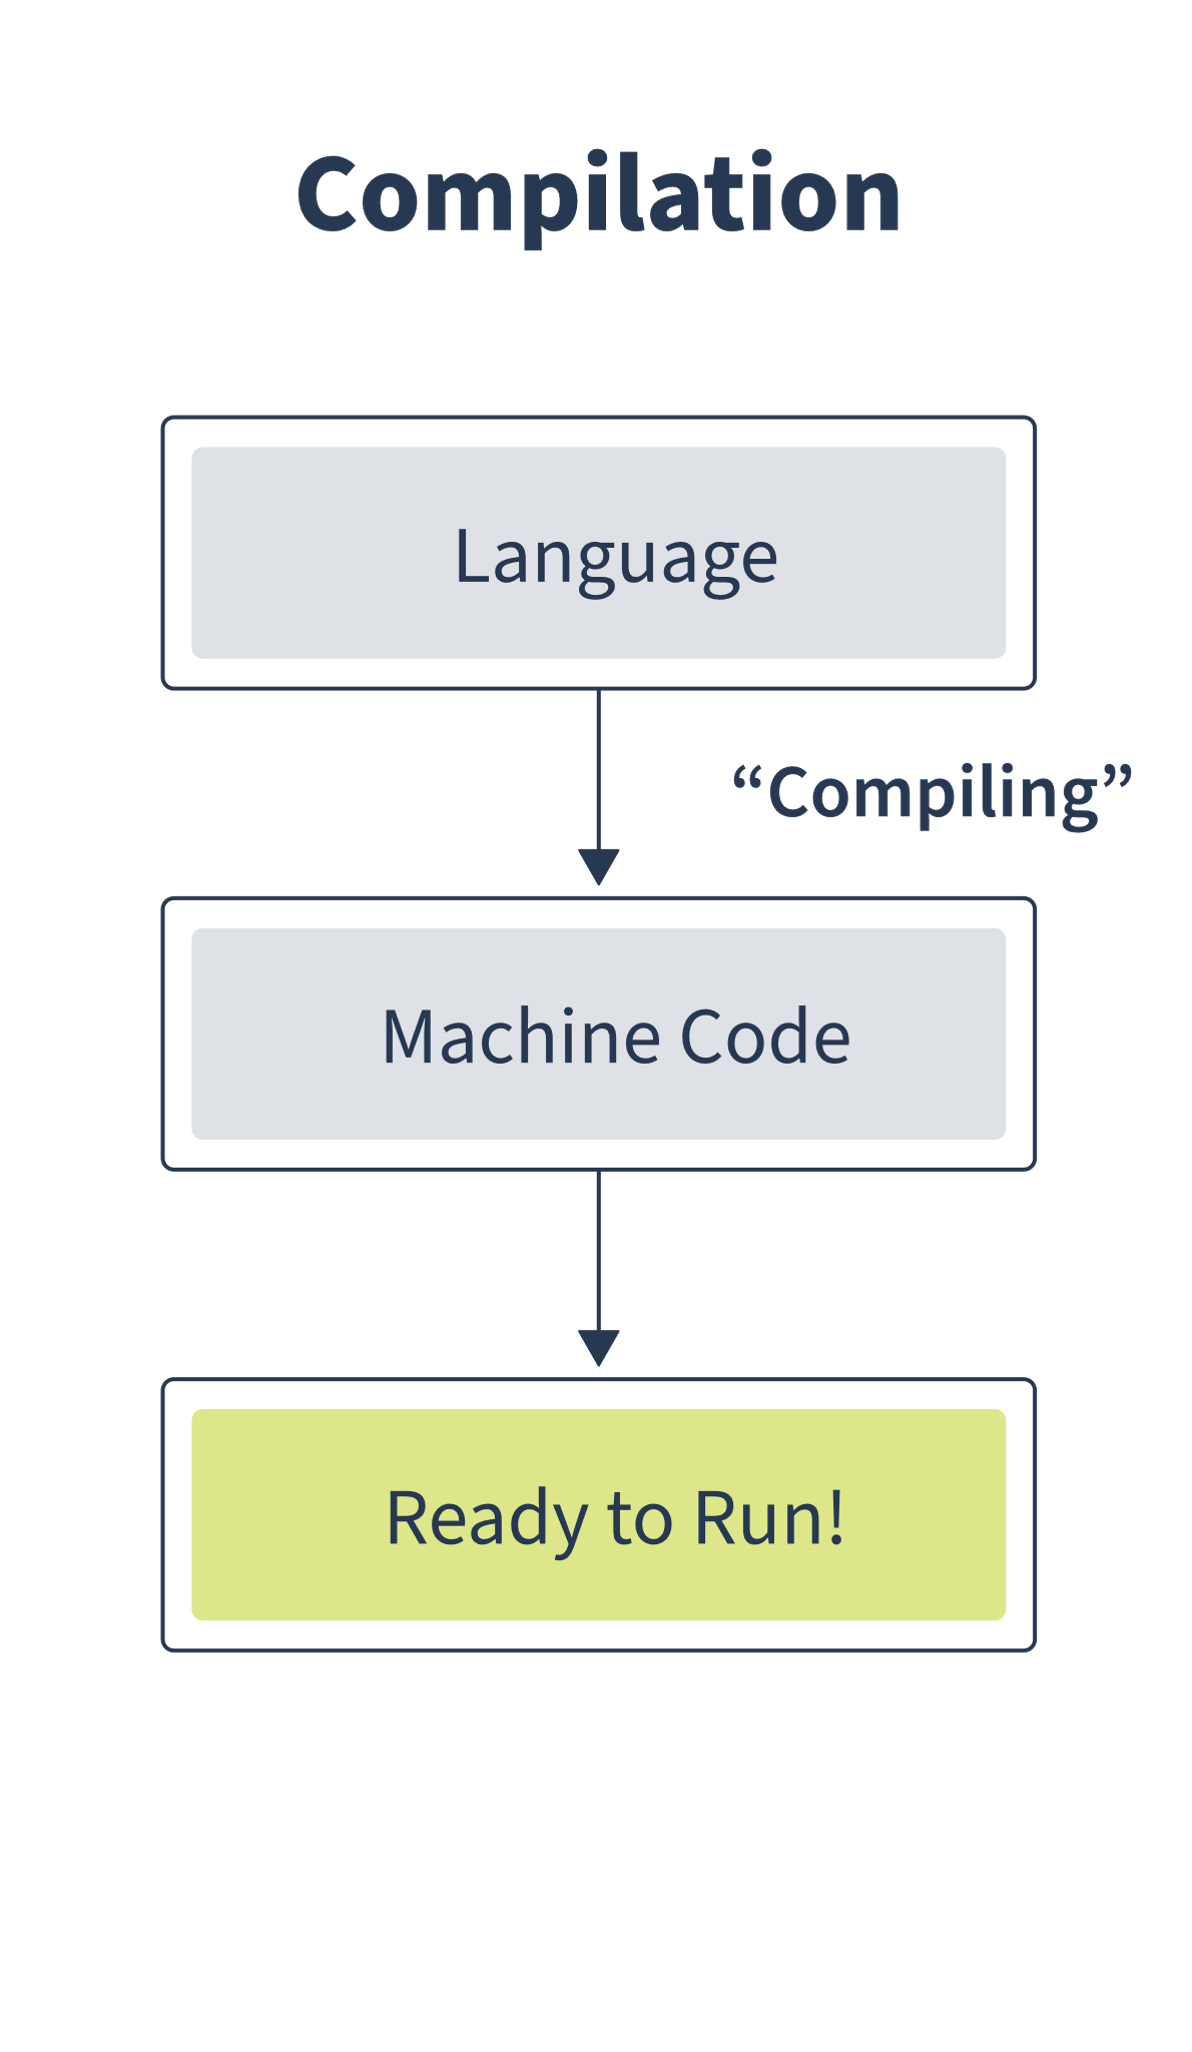 Compilation
Language
“Compiling”
Machine Code
Ready to Run!